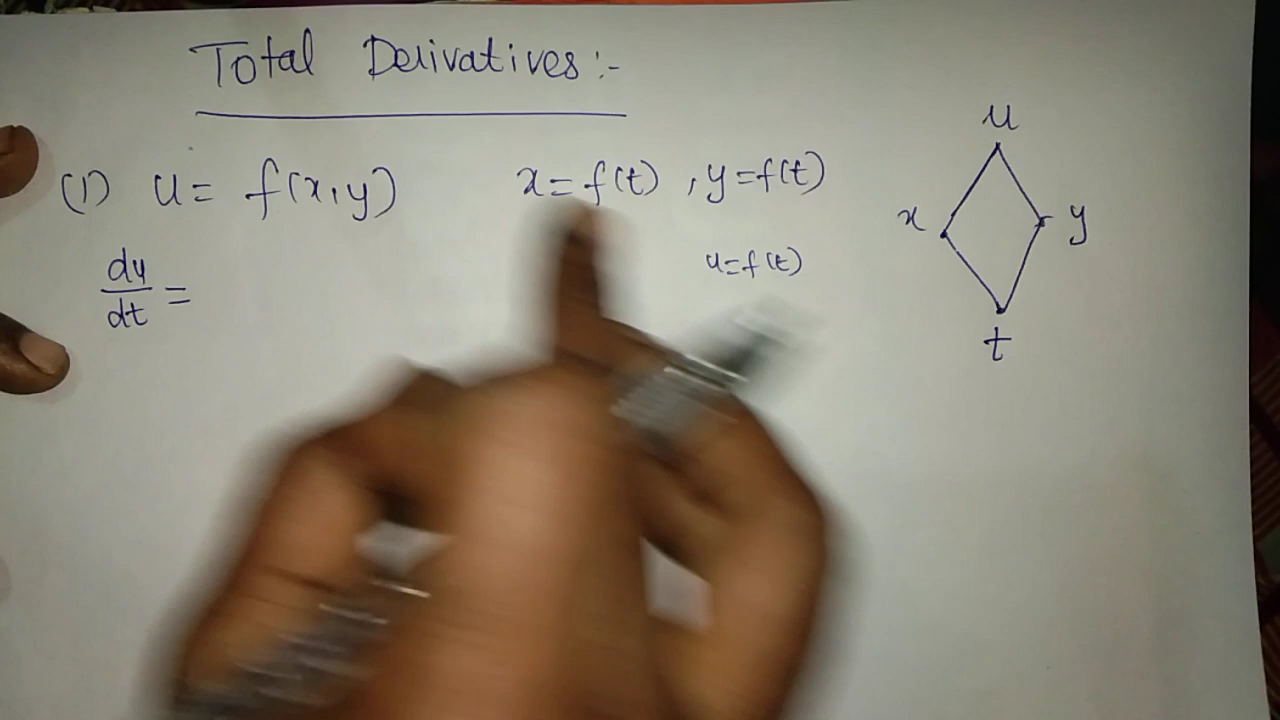 Total Derivatives :-
(1) u = f(x,y) x = f(t) , y = f(t)
du/dt =
u = f(t)
u
x y
t